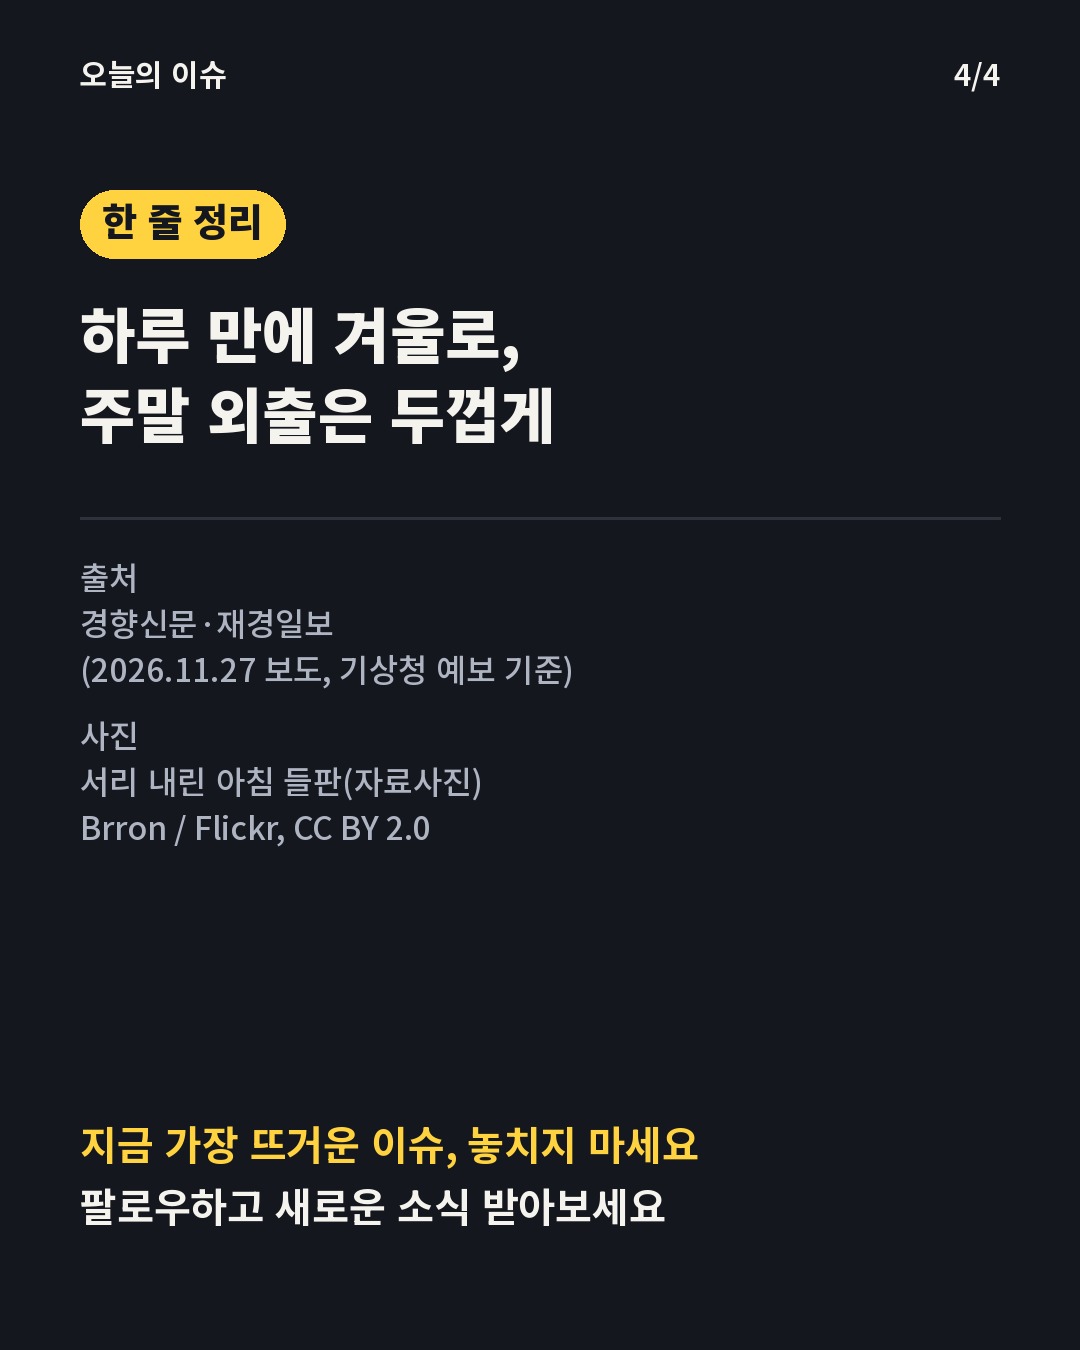 오늘의 이슈
4/4
한 줄 정리
하루 만에 겨울로,
주말 외출은 두껍게
출처
경향신문·재경일보
(2026.11.27 보도, 기상청 예보 기준)
사진
서리 내린 아침 들판(자료사진)
Brron / Flickr, CC BY 2.0
지금 가장 뜨거운 이슈, 놓치지 마세요
팔로우하고 새로운 소식 받아보세요